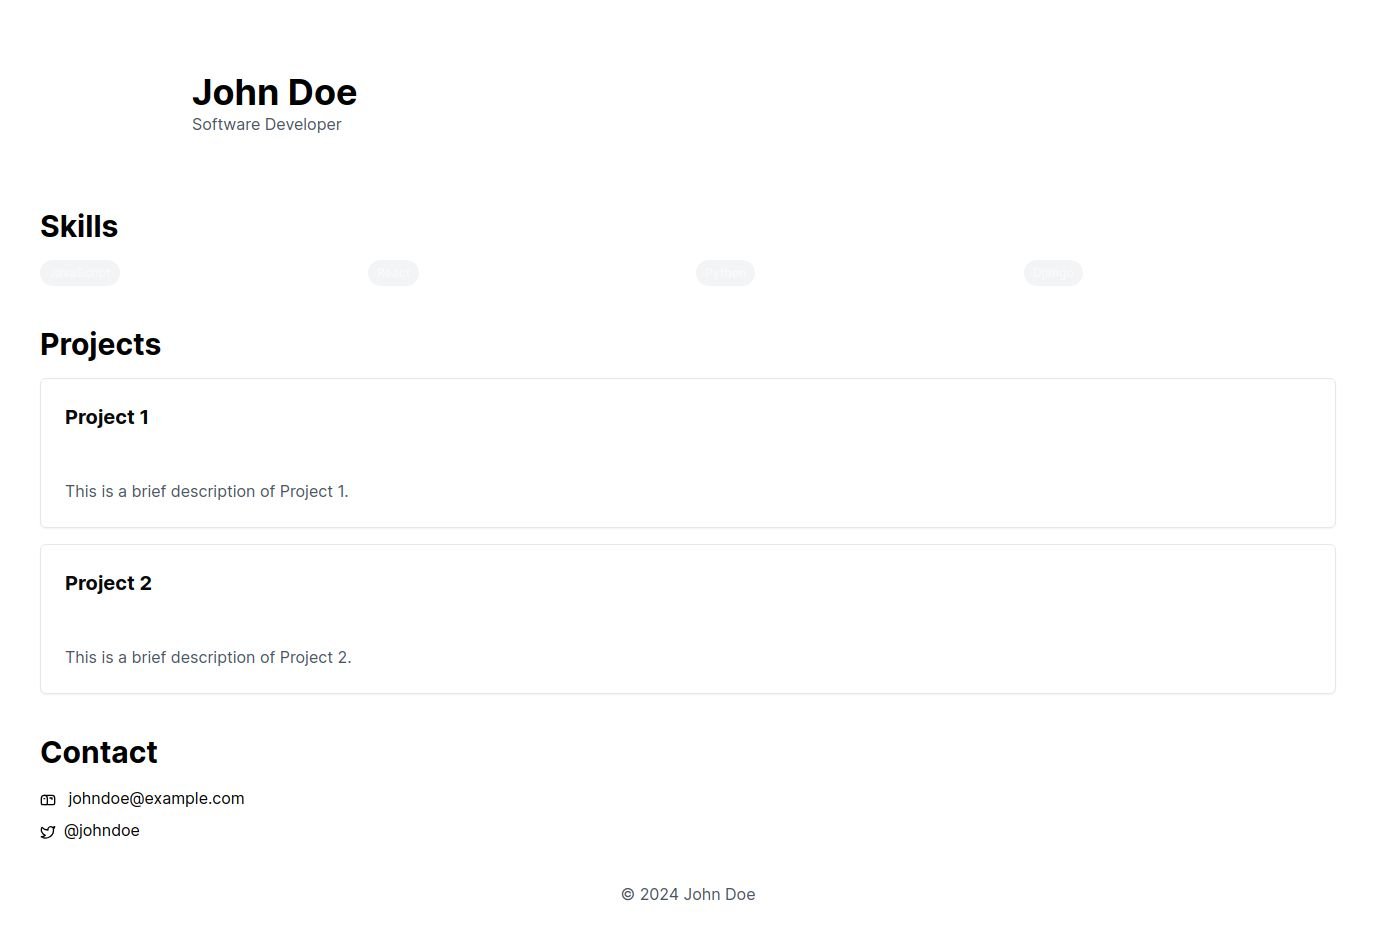 John Doe
Software Developer
Skills
JavaScript React Python Django
Projects
Project 1
This is a brief description of Project 1.
Project 2
This is a brief description of Project 2.
Contact
johndoe@example.com
@johndoe
© 2024 John Doe